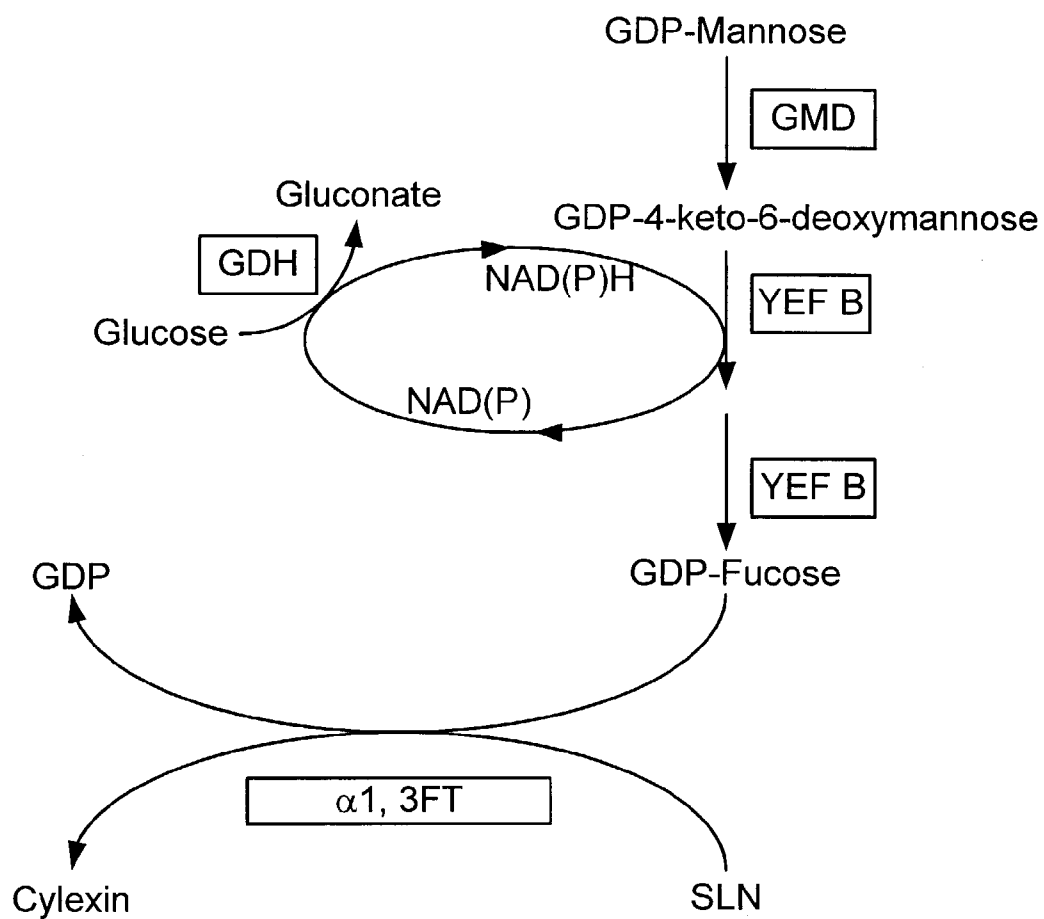 GDP-Mannose
GMD
Gluconate
GDP-4-keto-6-deoxymannose
GDH
NAD(P)H
YEF B
Glucose
NAD(P)
YEF B
GDP
GDP-Fucose
α1, 3FT
Cylexin
SLN